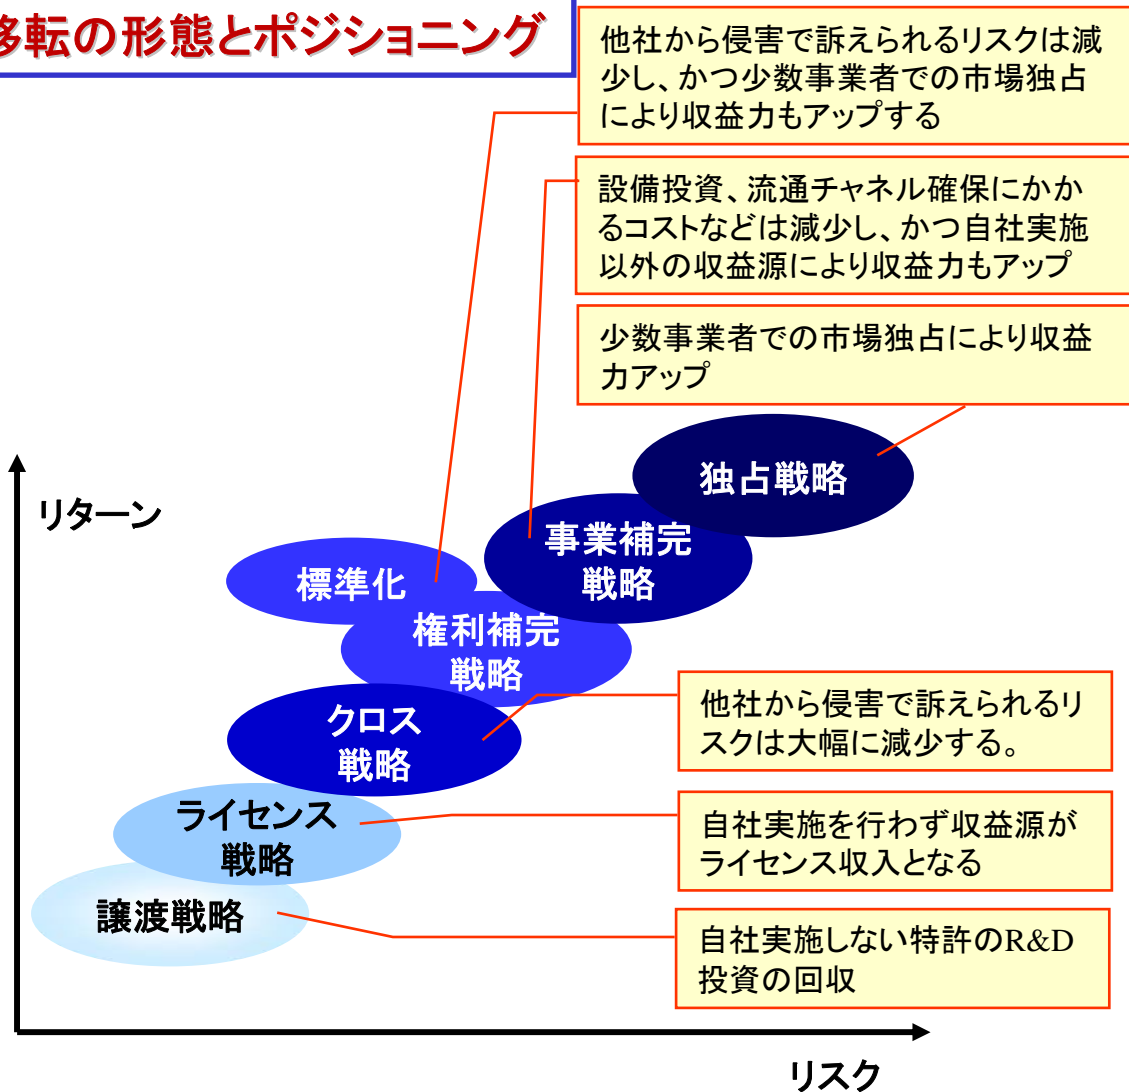 移転の形態とポジショニング
他社から侵害で訴えられるリスクは減
少し、かつ少数事業者での市場独占
により収益力もアップする
設備投資、流通チャネル確保にかか
るコストなどは減少し、かつ自社実施
以外の収益源により収益力もアップ
少数事業者での市場独占により収益
力アップ
独占戦略
リターン
事業補完
戦略
標準化
権利補完
戦略
クロス
戦略
他社から侵害で訴えられるリ
スクは大幅に減少する。
ライセンス
戦略
自社実施を行わず収益源が
ライセンス収入となる
譲渡戦略
自社実施しない特許のR&D
投資の回収
リスク